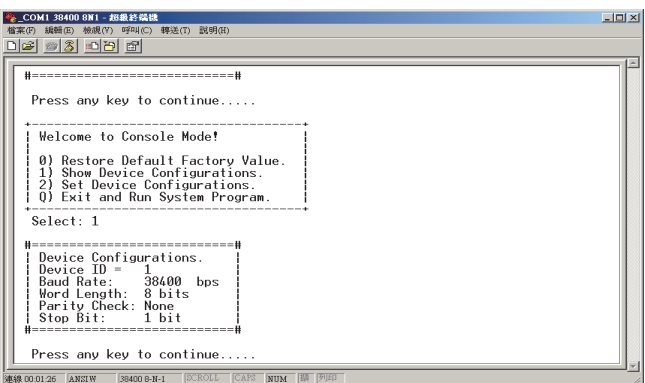 _COM1 38400 8N1 - 超級終端機
檔案(F) 編輯(E) 檢視(V) 呼叫(C) 轉送(T) 說明(H)
#===========================#
Press any key to continue.....
+------------------------------------+
| Welcome to Console Mode! |
| 0) Restore Default Factory Value. |
| 1) Show Device Configurations. |
| 2) Set Device Configurations. |
| Q) Exit and Run System Program. |
+------------------------------------+
Select: 1
#===========================#
| Device Configurations. |
| Device ID = 1 |
| Baud Rate: 38400 bps |
| Word Length: 8 bits |
| Parity Check: None |
| Stop Bit: 1 bit |
#===========================#
Press any key to continue.....
連線 00:01:26 ANSIW 38400 8-N-1 SCROLL CAPS NUM 擷 列印